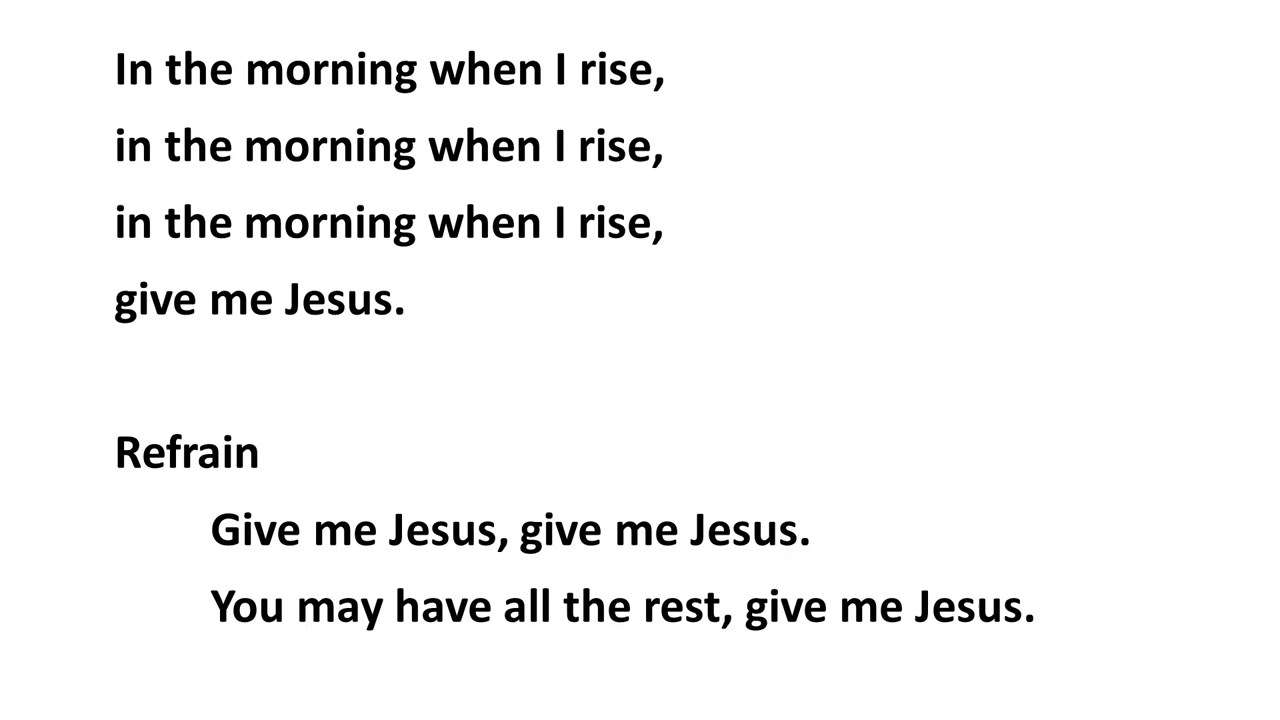 In the morning when I rise,
in the morning when I rise,
in the morning when I rise,
give me Jesus.
Refrain
Give me Jesus, give me Jesus.
You may have all the rest, give me Jesus.